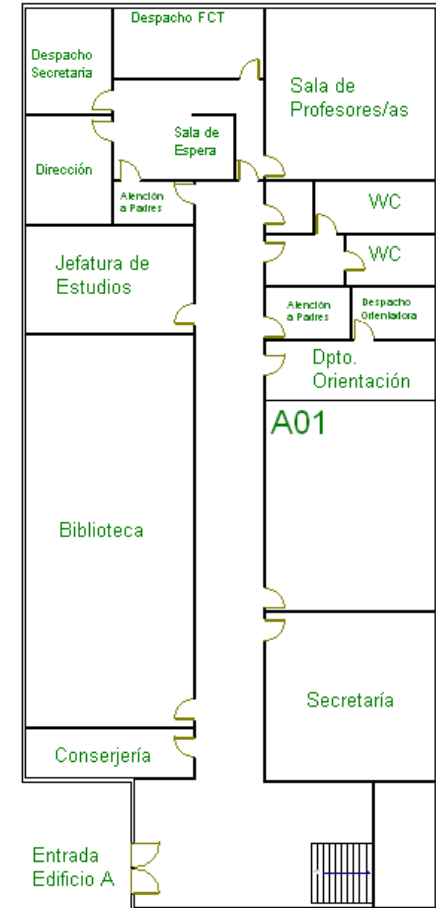 Despacho FCT
Despacho
Secretaria
Sala de
Profesores/as
Sala de
Espera
Dirección
Atención
a Padres
WC
WC
Jefatura de
Estudios
Atención
a Padres
Despacho
Orientadora
Dpto.
Orientación
A01
Biblioteca
Secretaría
Conserjería
Entrada
Edificio A